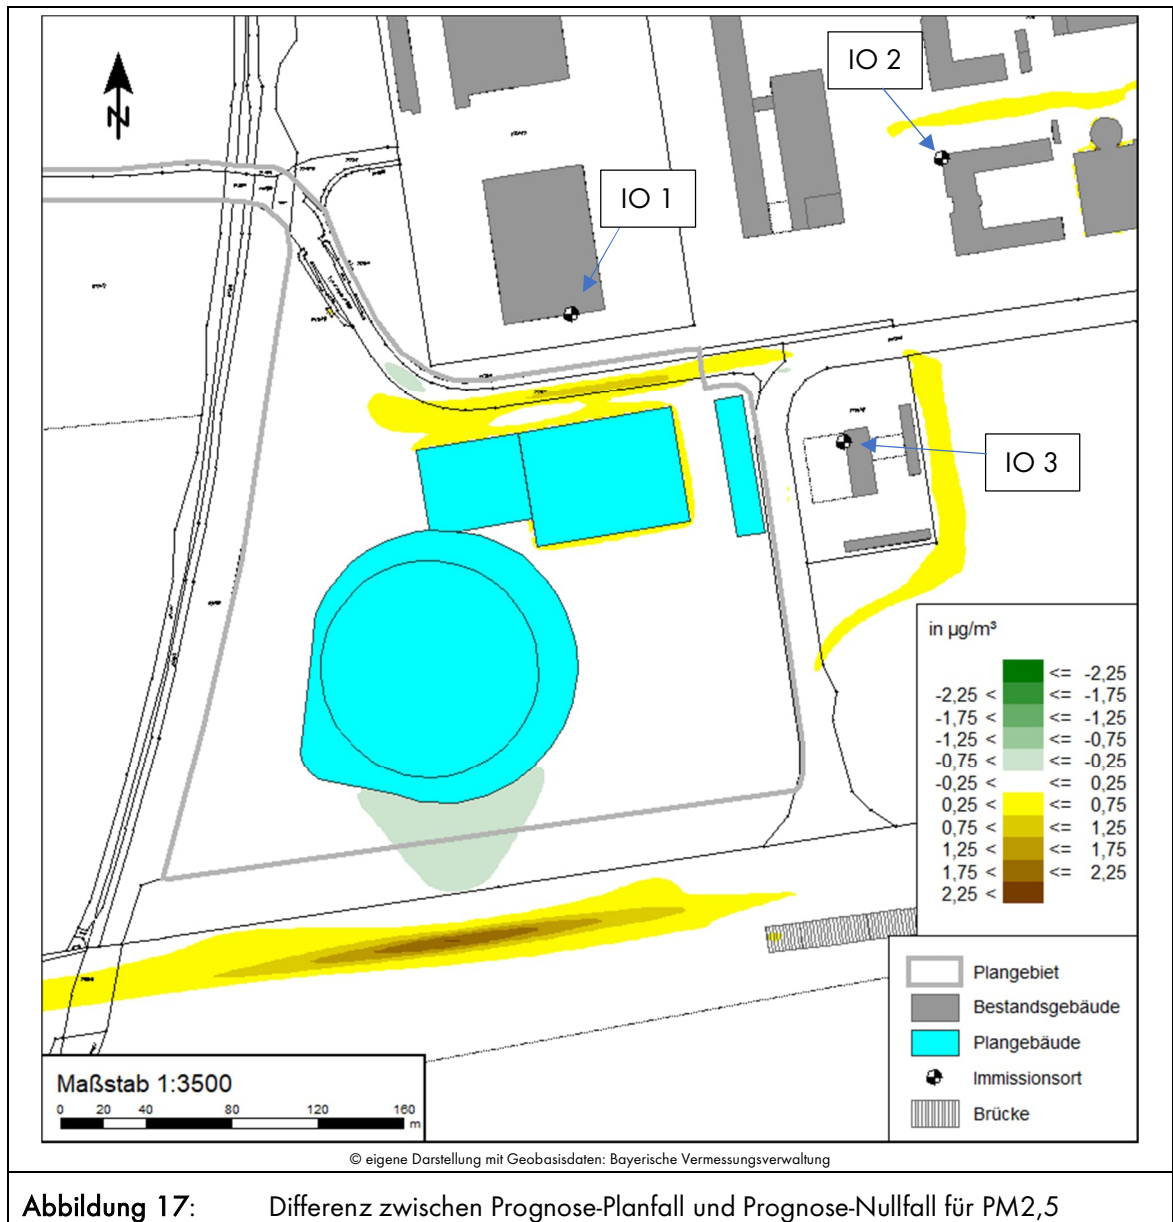 IO 2
IO 1
IO 3
N
in µg/m³
<= -2,25
-2,25 < <= -1,75
-1,75 < <= -1,25
-1,25 < <= -0,75
-0,75 < <= -0,25
-0,25 < <= 0,25
0,25 < <= 0,75
0,75 < <= 1,25
1,25 < <= 1,75
1,75 < <= 2,25
2,25 <
Plangebiet
Bestandsgebäude
Plangebäude
Immissionsort
Brücke
Maßstab 1:3500
0 20 40 80 120 160
m
© eigene Darstellung mit Geobasisdaten: Bayerische Vermessungsverwaltung
Abbildung 17: Differenz zwischen Prognose-Planfall und Prognose-Nullfall für PM2,5